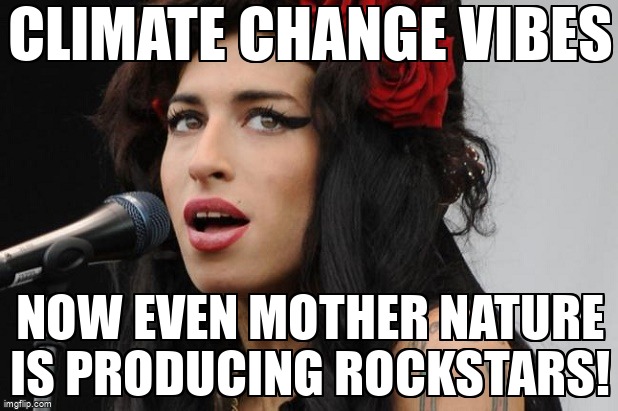 CLIMATE CHANGE VIBES
NOW EVEN MOTHER NATURE
IS PRODUCING ROCKSTARS!
imgflip.com